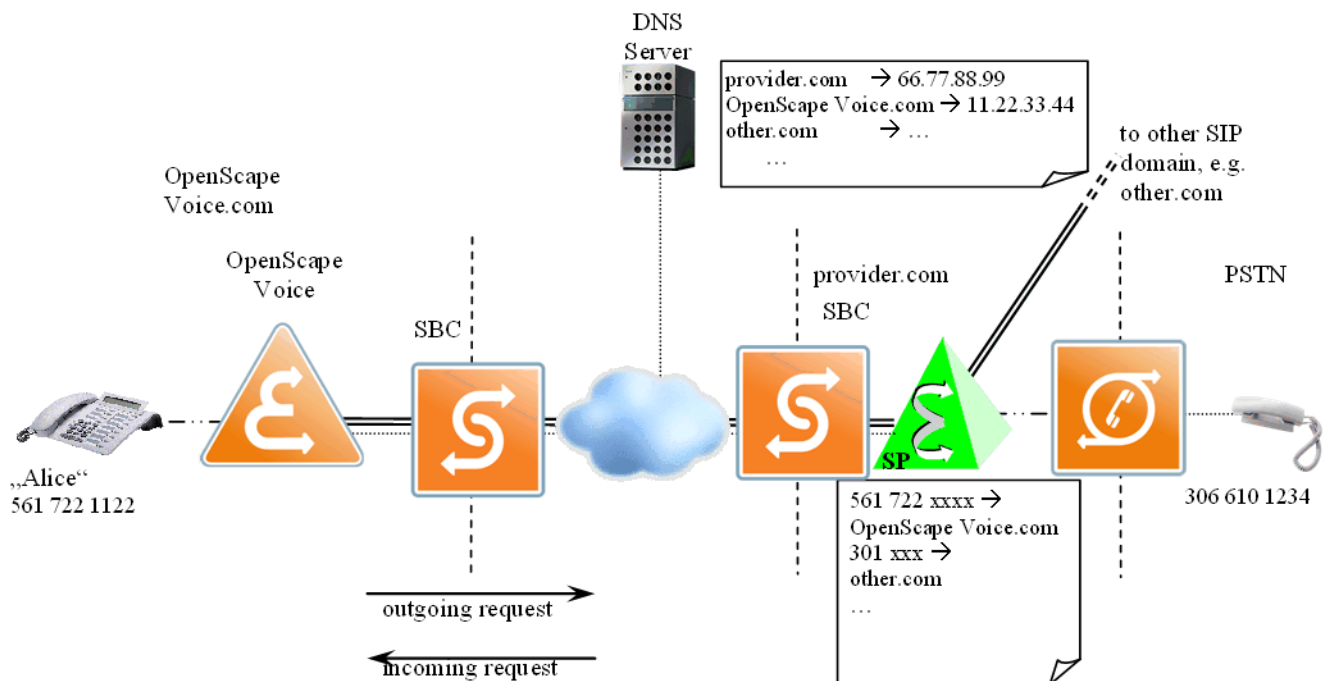 DNS
Server
provider.com → 66.77.88.99
OpenScape Voice.com → 11.22.33.44
other.com → ...
...
to other SIP
domain, e.g.
other.com
OpenScape
Voice.com
OpenScape
Voice
SBC
provider.com
SBC
PSTN
SP
„Alice“
561 722 1122
306 610 1234
561 722 xxxx →
OpenScape Voice.com
301 xxx →
other.com
...
outgoing request
incoming request